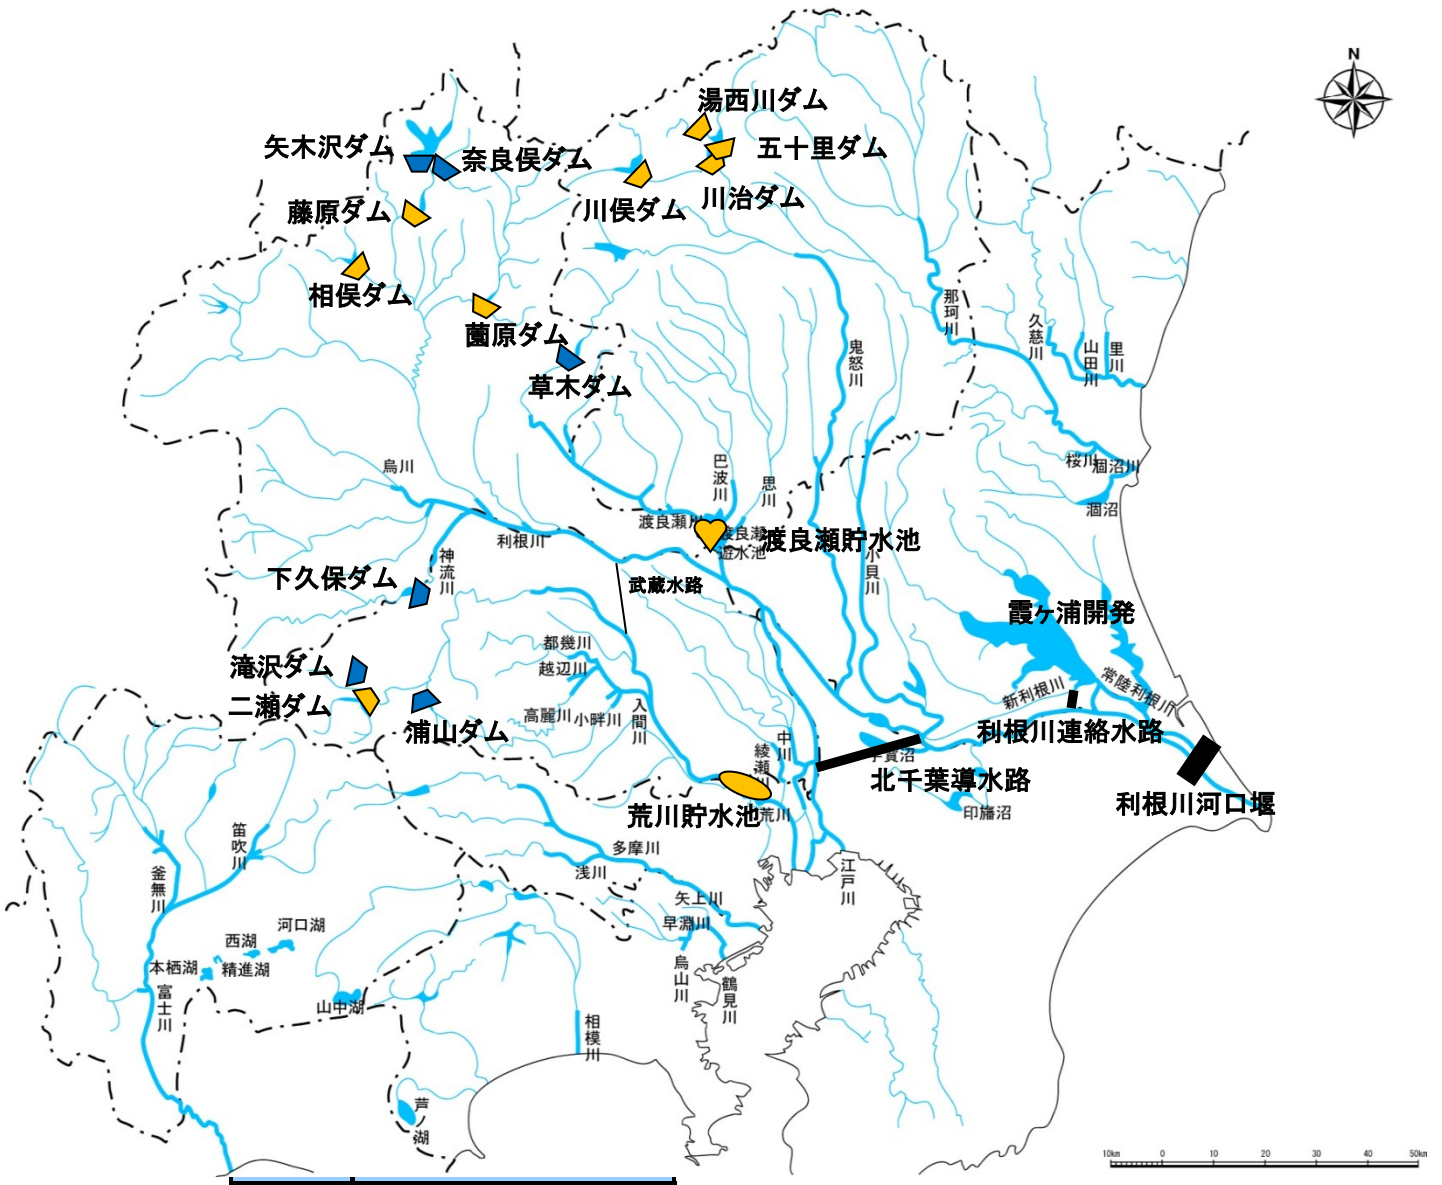 N
湯西川ダム
五十里ダム
矢木沢ダム
奈良俣ダム
川俣ダム
川治ダム
藤原ダム
相俣ダム
薗原ダム
草木ダム
那珂川
久慈川
山田川
里川
鬼怒川
烏川
巴波川
思川
桜川
涸沼川
涸沼
渡良瀬川
渡良瀬
遊水池
渡良瀬貯水池
利根川
神流川
小貝川
下久保ダム
武蔵水路
霞ヶ浦開発
都幾川
越辺川
滝沢ダム
二瀬ダム
浦山ダム
高麗川
小畔川
入間川
新利根川
常陸利根川
利根川連絡水路
中川
綾瀬川
手賀沼
北千葉導水路
利根川河口堰
荒川貯水池
荒川
印旛沼
笛吹川
釜無川
多摩川
浅川
江戸川
矢上川
早淵川
河口湖
西湖
本栖湖
精進湖
鳥山川
鶴見川
富士川
山中湖
相模川
芦ノ湖
10km
0
10
20
30
40
50km